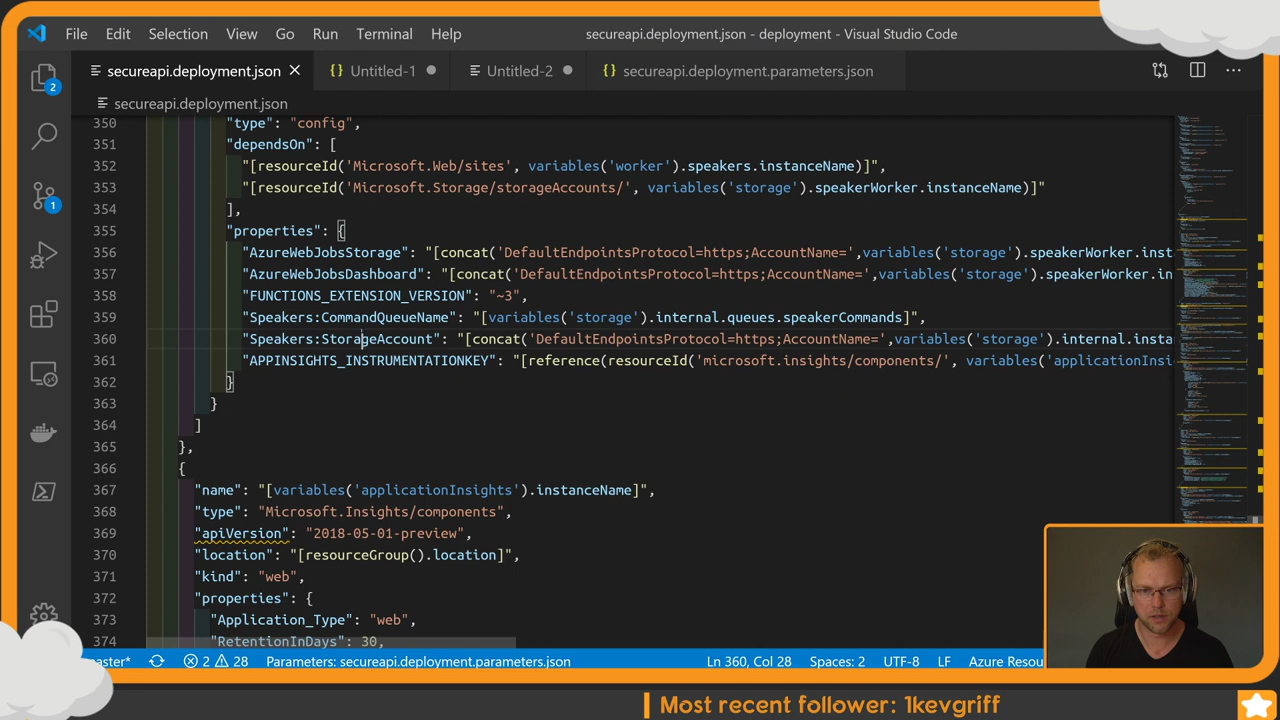 File Edit Selection View Go Run Terminal Help secureapi.deployment.json - deployment - Visual Studio Code
secureapi.deployment.json × {} Untitled-1 Untitled-2 {} secureapi.deployment.parameters.json
2
secureapi.deployment.json
350 "type": "config",
351 "dependsOn": [
352 "[resourceId('Microsoft.Web/sites', variables('worker').speaker.instanceName)]",
353 "[resourceId('Microsoft.Storage/storageAccounts/', variables('storage').speakerWorker.instanceName)]"
354 ],
355 "properties": {
356 "AzureWebJobsStorage": "[concat('DefaultEndpointsProtocol=https;AccountName=',variables('storage').speakerWorker.inst
357 "AzureWebJobsDashboard": "[concat('DefaultEndpointsProtocol=https;AccountName=',variables('storage').speakerWorker.in
358 "FUNCTIONS_EXTENSION_VERSION": "~3",
359 "Speakers:CommandQueueName": "[variables('storage').internal.queues.speakerCommands]",
360 "Speakers:StorageAccount": "[concat('DefaultEndpointsProtocol=https;AccountName=',variables('storage').internal.insta
361 "APPINSIGHTS_INSTRUMENTATIONKEY": "[reference(resourceId('microsoft.insights/components/', variables('applicationInsi
362 }
363 }
364 ]
365 },
366 {
367 "name": "[variables('applicationInsights').instanceName]",
368 "type": "Microsoft.Insights/components",
369 "apiVersion": "2018-05-01-preview",
370 "location": "[resourceGroup().location]",
371 "kind": "web",
372 "properties": {
373 "Application_Type": "web",
374 "RetentionInDays": 30,
1
aster* 2 28 Parameters: secureapi.deployment.parameters.json Ln 360, Col 28 Spaces: 2 UTF-8 LF Azure Resou
Most recent follower: 1kevgriff